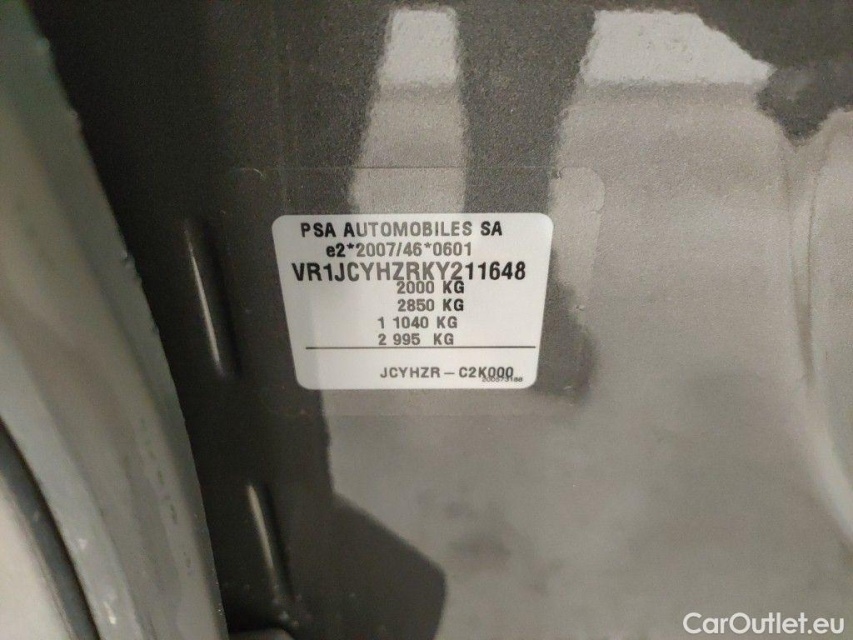 PSA AUTOMOBILES SA
e2*2007/46*0601
VR1JCYHZRKY211648
2000 KG
2850 KG
1 1040 KG
2 995 KG
JCYHZR - C2K000
CarOutlet.eu